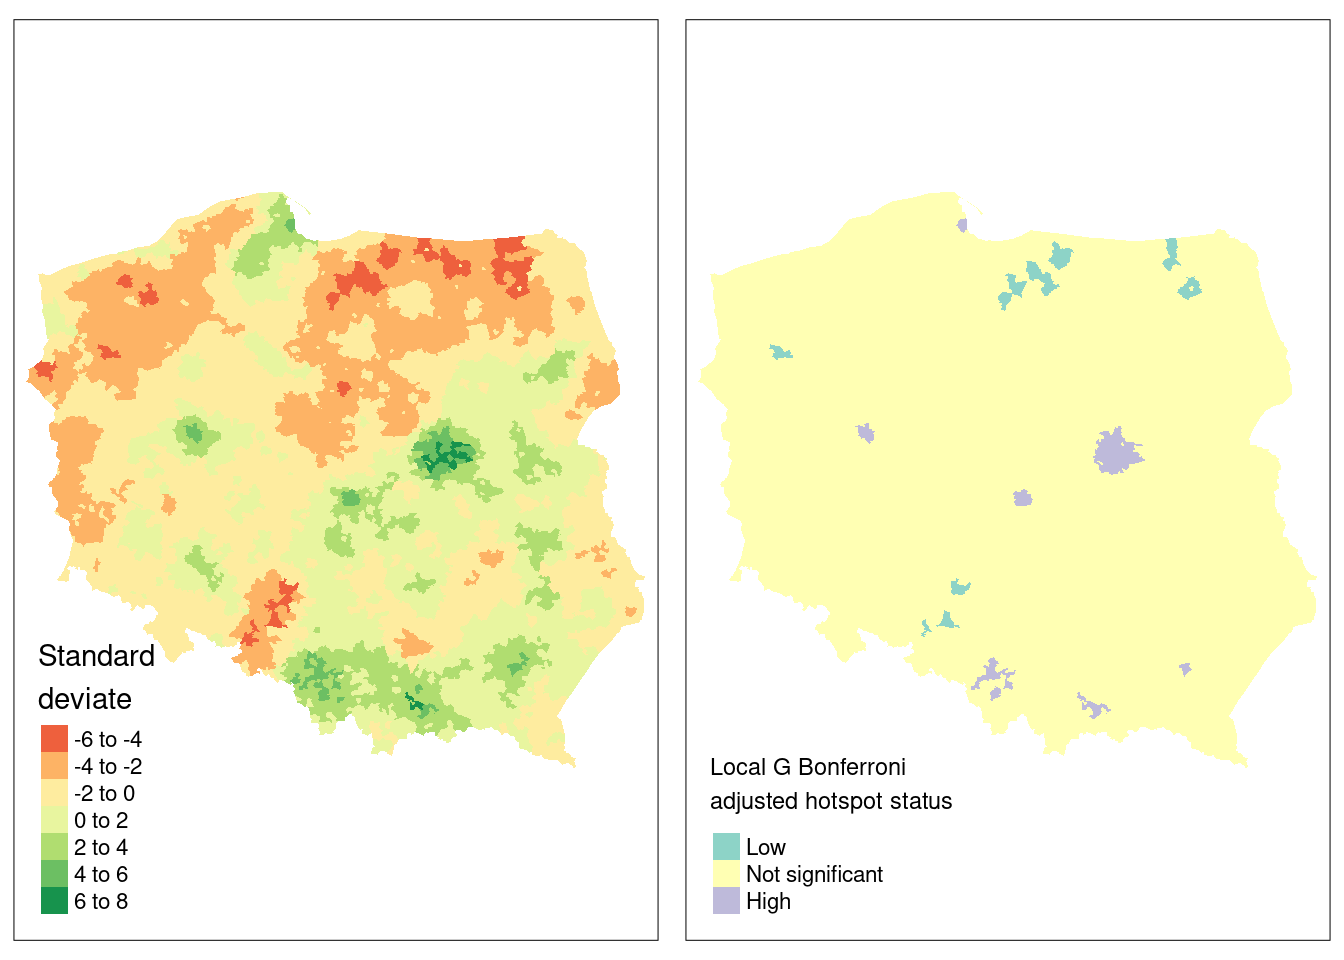 Standard
deviate
-6 to -4
-4 to -2
-2 to 0
0 to 2
2 to 4
4 to 6
6 to 8
Local G Bonferroni
adjusted hotspot status
Low
Not significant
High